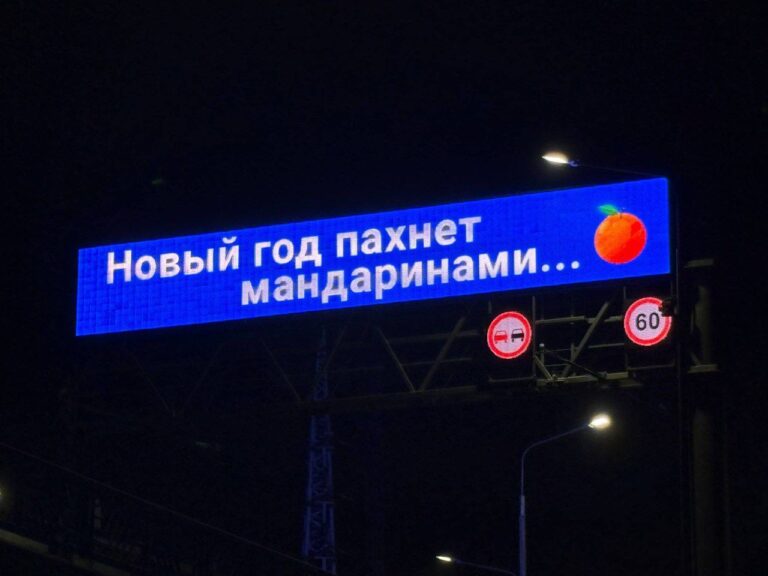 Новый год пахнет
мандаринами...
60